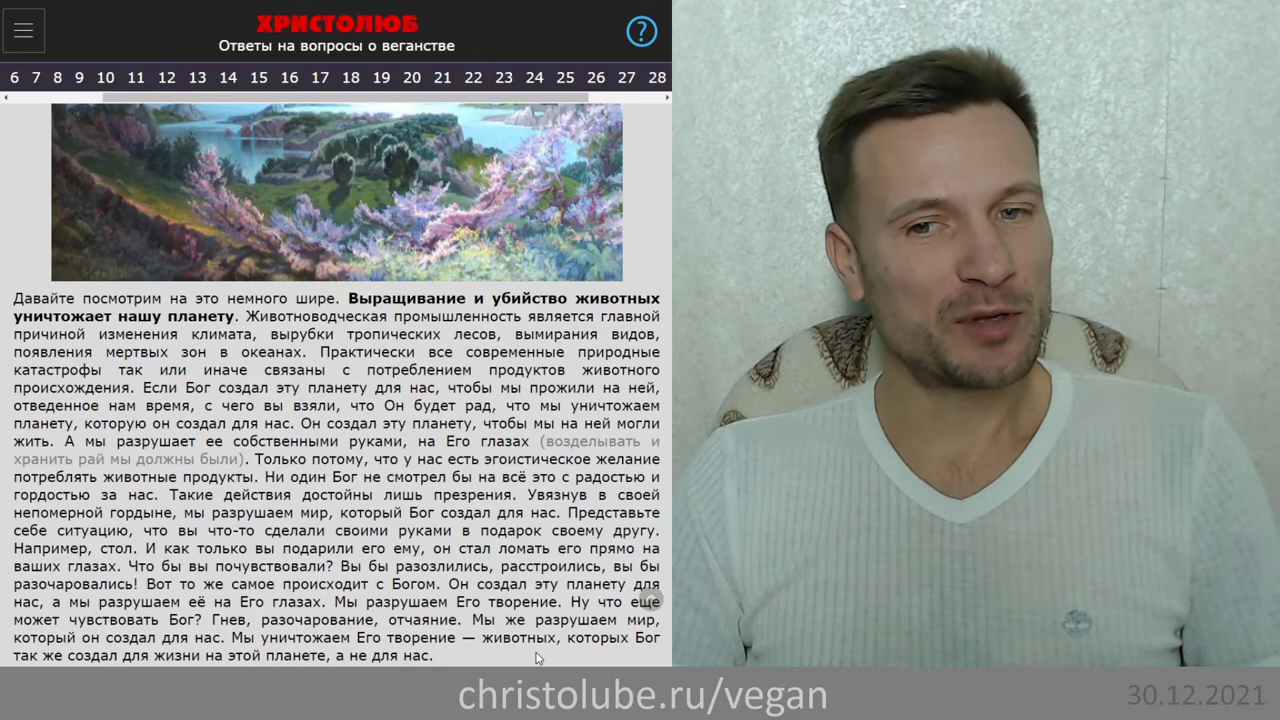 ХРИСТОЛЮБ
Ответы на вопросы о веганстве
6 7 8 9 10 11 12 13 14 15 16 17 18 19 20 21 22 23 24 25 26 27 28
Давайте посмотрим на это немного шире. Выращивание и убийство животных
уничтожает нашу планету. Животноводческая промышленность является главной
причиной изменения климата, вырубки тропических лесов, вымирания видов,
появления мертвых зон в океанах. Практически все современные природные
катастрофы так или иначе связаны с потреблением продуктов животного
происхождения. Если Бог создал эту планету для нас, чтобы мы прожили на ней,
отведенное нам время, с чего вы взяли, что Он будет рад, что мы уничтожаем
планету, которую он создал для нас. Он создал эту планету, чтобы мы на ней могли
жить. А мы разрушает ее собственными руками, на Его глазах (возделывать и
хранить рай мы должны были). Только потому, что у нас есть эгоистическое желание
потреблять животные продукты. Ни один Бог не смотрел бы на всё это с радостью и
гордостью за нас. Такие действия достойны лишь презрения. Увязнув в своей
непомерной гордыне, мы разрушаем мир, который Бог создал для нас. Представьте
себе ситуацию, что вы что-то сделали своими руками в подарок своему другу.
Например, стол. И как только вы подарили его ему, он стал ломать его прямо на
ваших глазах. Что бы вы почувствовали? Вы бы разозлились, расстроились, вы бы
разочаровались! Вот то же самое происходит с Богом. Он создал эту планету для
нас, а мы разрушаем её на Его глазах. Мы разрушаем Его творение. Ну что еще
может чувствовать Бог? Гнев, разочарование, отчаяние. Мы же разрушаем мир,
который он создал для нас. Мы уничтожаем Его творение — животных, которых Бог
так же создал для жизни на этой планете, а не для нас.
christolube.ru/vegan
30.12.2021